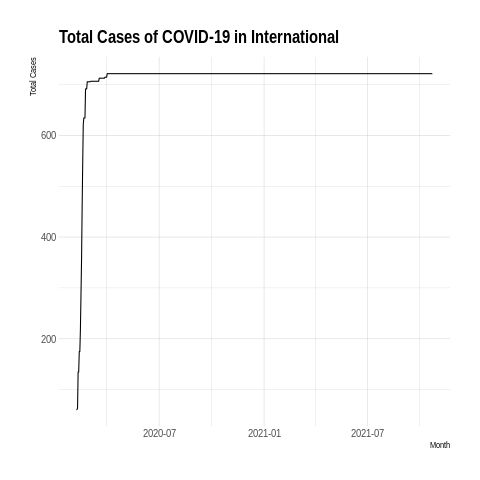 Total Cases of COVID-19 in International
Total Cases
600
400
200
2020-07
2021-01
2021-07
Month